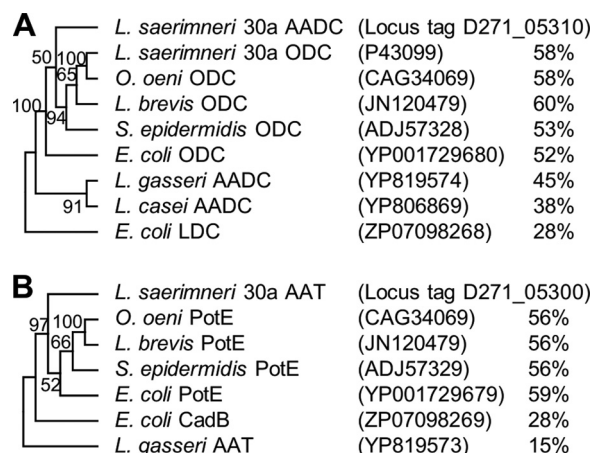 A
L. saerimneri 30a AADC (Locus tag D271_05310)
50 100 L. saerimneri 30a ODC (P43099) 58%
65 O. oeni ODC (CAG34069) 58%
100 L. brevis ODC (JN120479) 60%
94 S. epidermidis ODC (ADJ57328) 53%
E. coli ODC (YP001729680) 52%
L. gasseri AADC (YP819574) 45%
91 L. casei AADC (YP806869) 38%
E. coli LDC (ZP07098268) 28%
B
L. saerimneri 30a AAT (Locus tag D271_05300)
97 100 O. oeni PotE (CAG34069) 56%
66 L. brevis PotE (JN120479) 56%
S. epidermidis PotE (ADJ57329) 56%
52 E. coli PotE (YP001729679) 59%
E. coli CadB (ZP07098269) 28%
L. gasseri AAT (YP819573) 15%